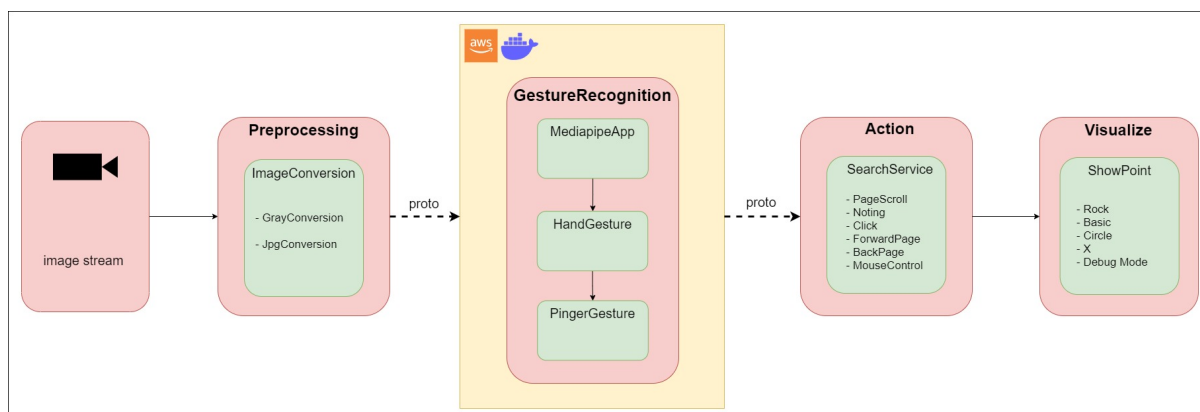 aws
image stream
Preprocessing
ImageConversion
- GrayConversion
- JpgConversion
proto
GestureRecognition
MediapipeApp
HandGesture
PingerGesture
proto
Action
SearchService
- PageScroll
- Noting
- Click
- ForwardPage
- BackPage
- MouseControl
Visualize
ShowPoint
- Rock
- Basic
- Circle
- X
- Debug Mode